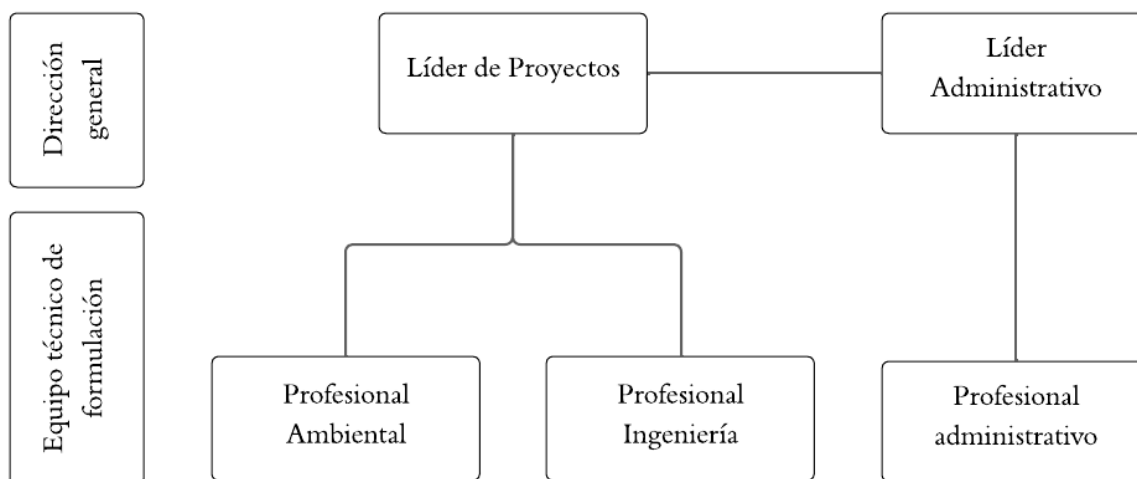 Dirección
general
Líder de Proyectos
Líder
Administrativo
Equipo técnico de
formulación
Profesional
Ambiental
Profesional
Ingeniería
Profesional
administrativo